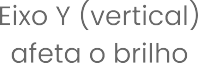 Eixo Y (vertical)
afeta o brilho